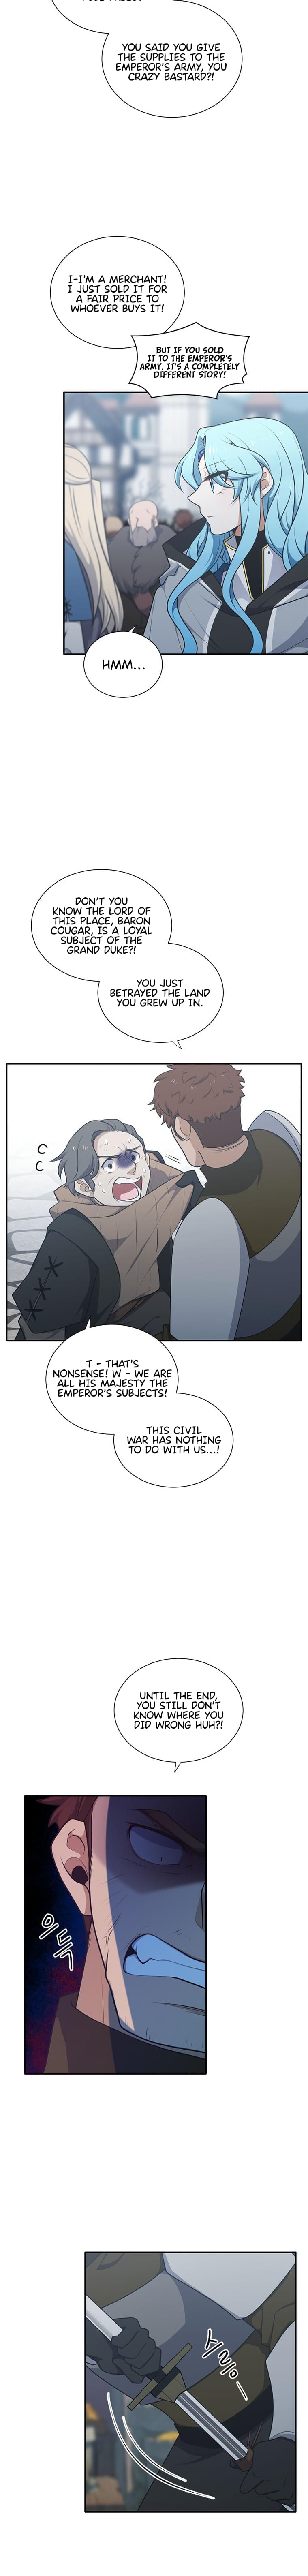 YOU SAID YOU GIVE
THE SUPPLIES TO THE
EMPEROR'S ARMY, YOU
CRAZY BASTARD?!
I-I'M A MERCHANT!
I JUST SOLD IT FOR
A FAIR PRICE TO
WHOEVER BUYS IT!
BUT IF YOU SOLD
IT TO THE EMPEROR'S
ARMY, IT'S A COMPLETELY
DIFFERENT STORY!
HMM...
DON'T YOU
KNOW THE LORD OF
THIS PLACE, BARON
COUGAR, IS A LOYAL
SUBJECT OF THE
GRAND DUKE?!
YOU JUST
BETRAYED THE LAND
YOU GREW UP IN.
T - THAT'S
NONSENSE! W - WE ARE
ALL HIS MAJESTY THE
EMPEROR'S SUBJECTS!
THIS CIVIL
WAR HAS NOTHING
TO DO WITH US...!
UNTIL THE END,
YOU STILL DON'T
KNOW WHERE YOU
DID WRONG HUH?!
으득
스릉-